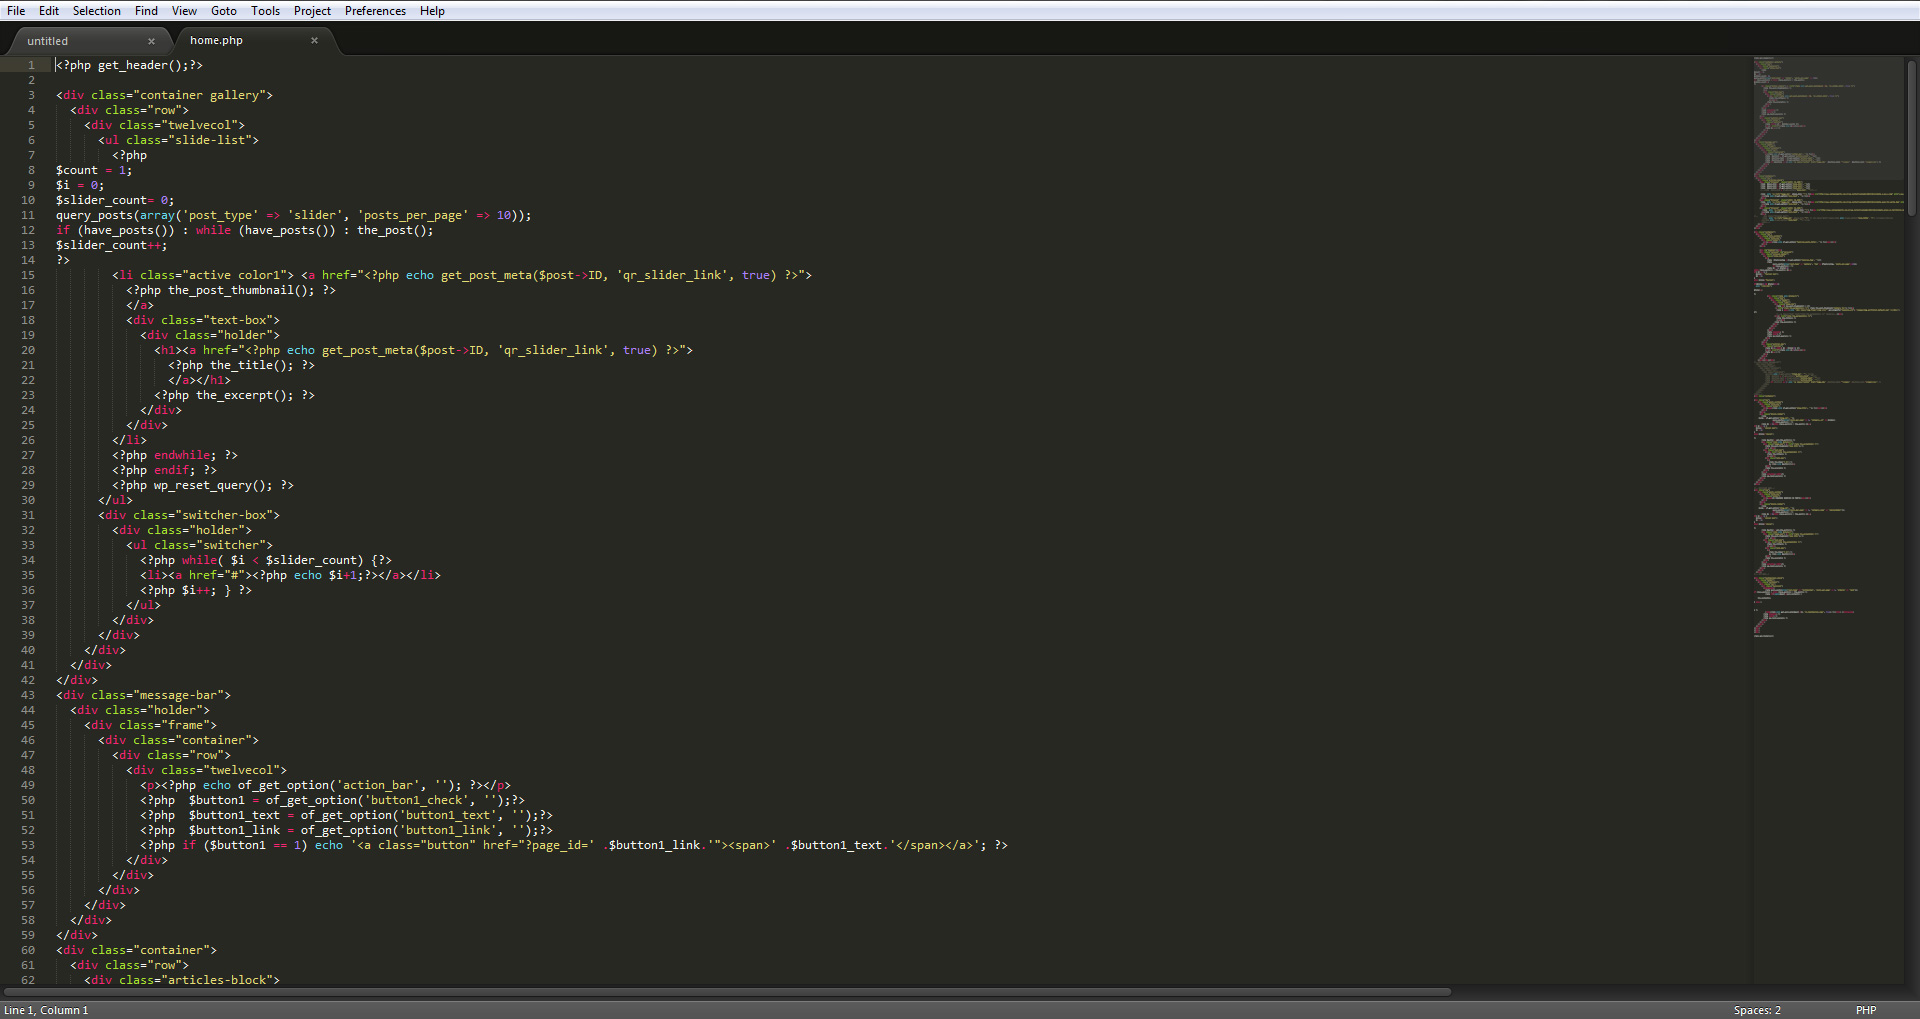 File Edit Selection Find View Goto Tools Project Preferences Help
untitled × home.php ×
1 <?php get_header();?>
2
3 <div class="container gallery">
4 <div class="row">
5 <div class="twelvecol">
6 <ul class="slide-list">
7 <?php
8 $count = 1;
9 $i = 0;
10 $slider_count= 0;
11 query_posts(array('post_type' => 'slider', 'posts_per_page' => 10));
12 if (have_posts()) : while (have_posts()) : the_post();
13 $slider_count++;
14 ?>
15 <li class="active color1"> <a href="<?php echo get_post_meta($post->ID, 'qr_slider_link', true) ?>">
16 <?php the_post_thumbnail(); ?>
17 </a>
18 <div class="text-box">
19 <div class="holder">
20 <h1><a href="<?php echo get_post_meta($post->ID, 'qr_slider_link', true) ?>">
21 <?php the_title(); ?>
22 </a></h1>
23 <?php the_excerpt(); ?>
24 </div>
25 </div>
26 </li>
27 <?php endwhile; ?>
28 <?php endif; ?>
29 <?php wp_reset_query(); ?>
30 </ul>
31 <div class="switcher-box">
32 <div class="holder">
33 <ul class="switcher">
34 <?php while( $i < $slider_count) {?>
35 <li><a href="#"><?php echo $i+1;?></a></li>
36 <?php $i++; } ?>
37 </ul>
38 </div>
39 </div>
40 </div>
41 </div>
42 </div>
43 <div class="message-bar">
44 <div class="holder">
45 <div class="frame">
46 <div class="container">
47 <div class="row">
48 <div class="twelvecol">
49 <p><?php echo of_get_option('action_bar', ''); ?></p>
50 <?php  $button1 = of_get_option('button1_check', '');?>
51 <?php  $button1_text = of_get_option('button1_text', '');?>
52 <?php  $button1_link = of_get_option('button1_link', '');?>
53 <?php if ($button1 == 1) echo '<a class="button" href="?page_id=' .$button1_link.'"><span>' .$button1_text.'</span></a>'; ?>
54 </div>
55 </div>
56 </div>
57 </div>
58 </div>
59 </div>
60 <div class="container">
61 <div class="row">
62 <div class="articles-block">
Line 1, Column 1 Spaces: 2 PHP